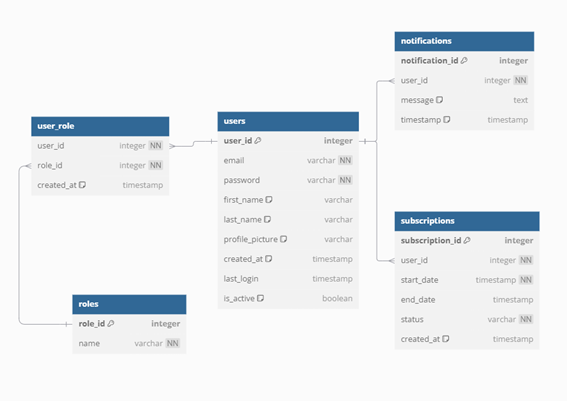 notifications
notification_id integer
user_id integer NN
message text
timestamp timestamp
user_role
user_id integer NN
role_id integer NN
created_at timestamp
users
user_id integer
email varchar NN
password varchar NN
first_name varchar
last_name varchar
profile_picture varchar
created_at timestamp
last_login timestamp
is_active boolean
subscriptions
subscription_id integer
user_id integer NN
start_date timestamp NN
end_date timestamp
status varchar NN
created_at timestamp
roles
role_id integer
name varchar NN